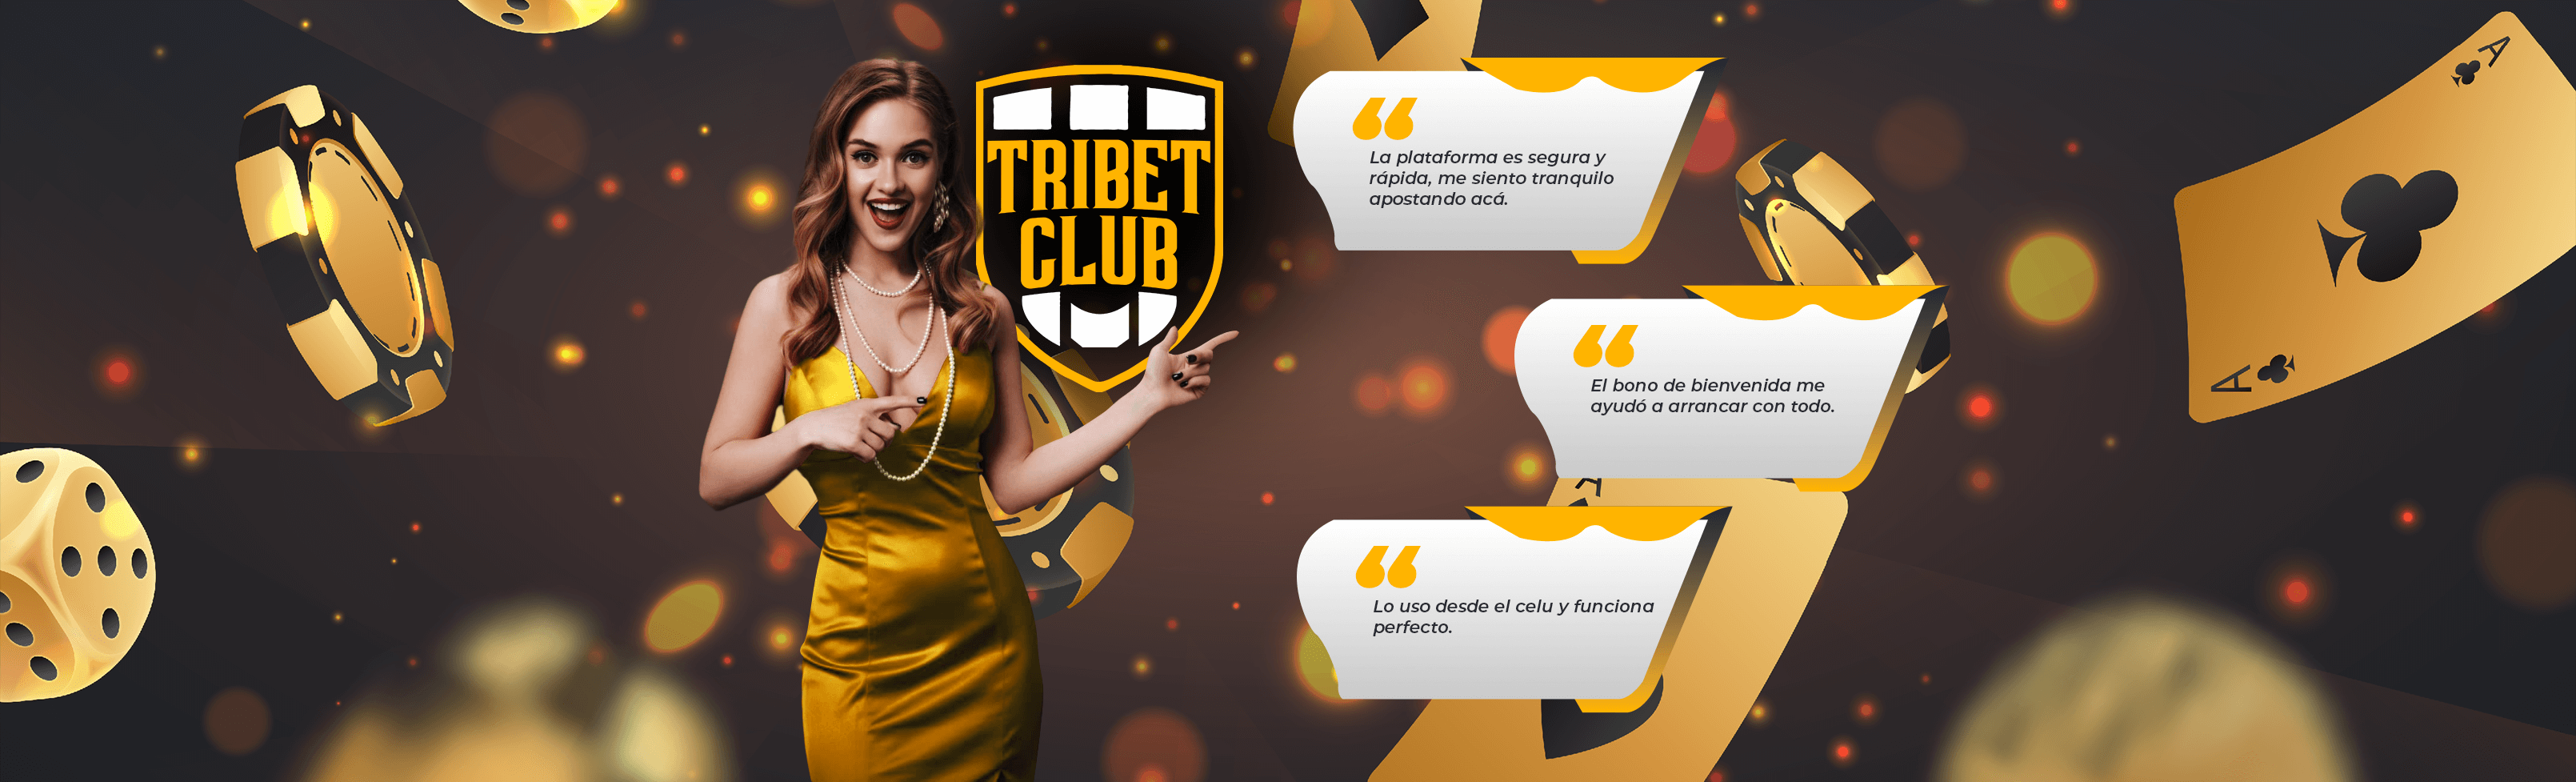 TRIBET
CLUB
“
La plataforma es segura y
rápida, me siento tranquilo
apostando acá.
“
El bono de bienvenida me
ayudó a arrancar con todo.
“
Lo uso desde el celu y funciona
perfecto.
A
A
A